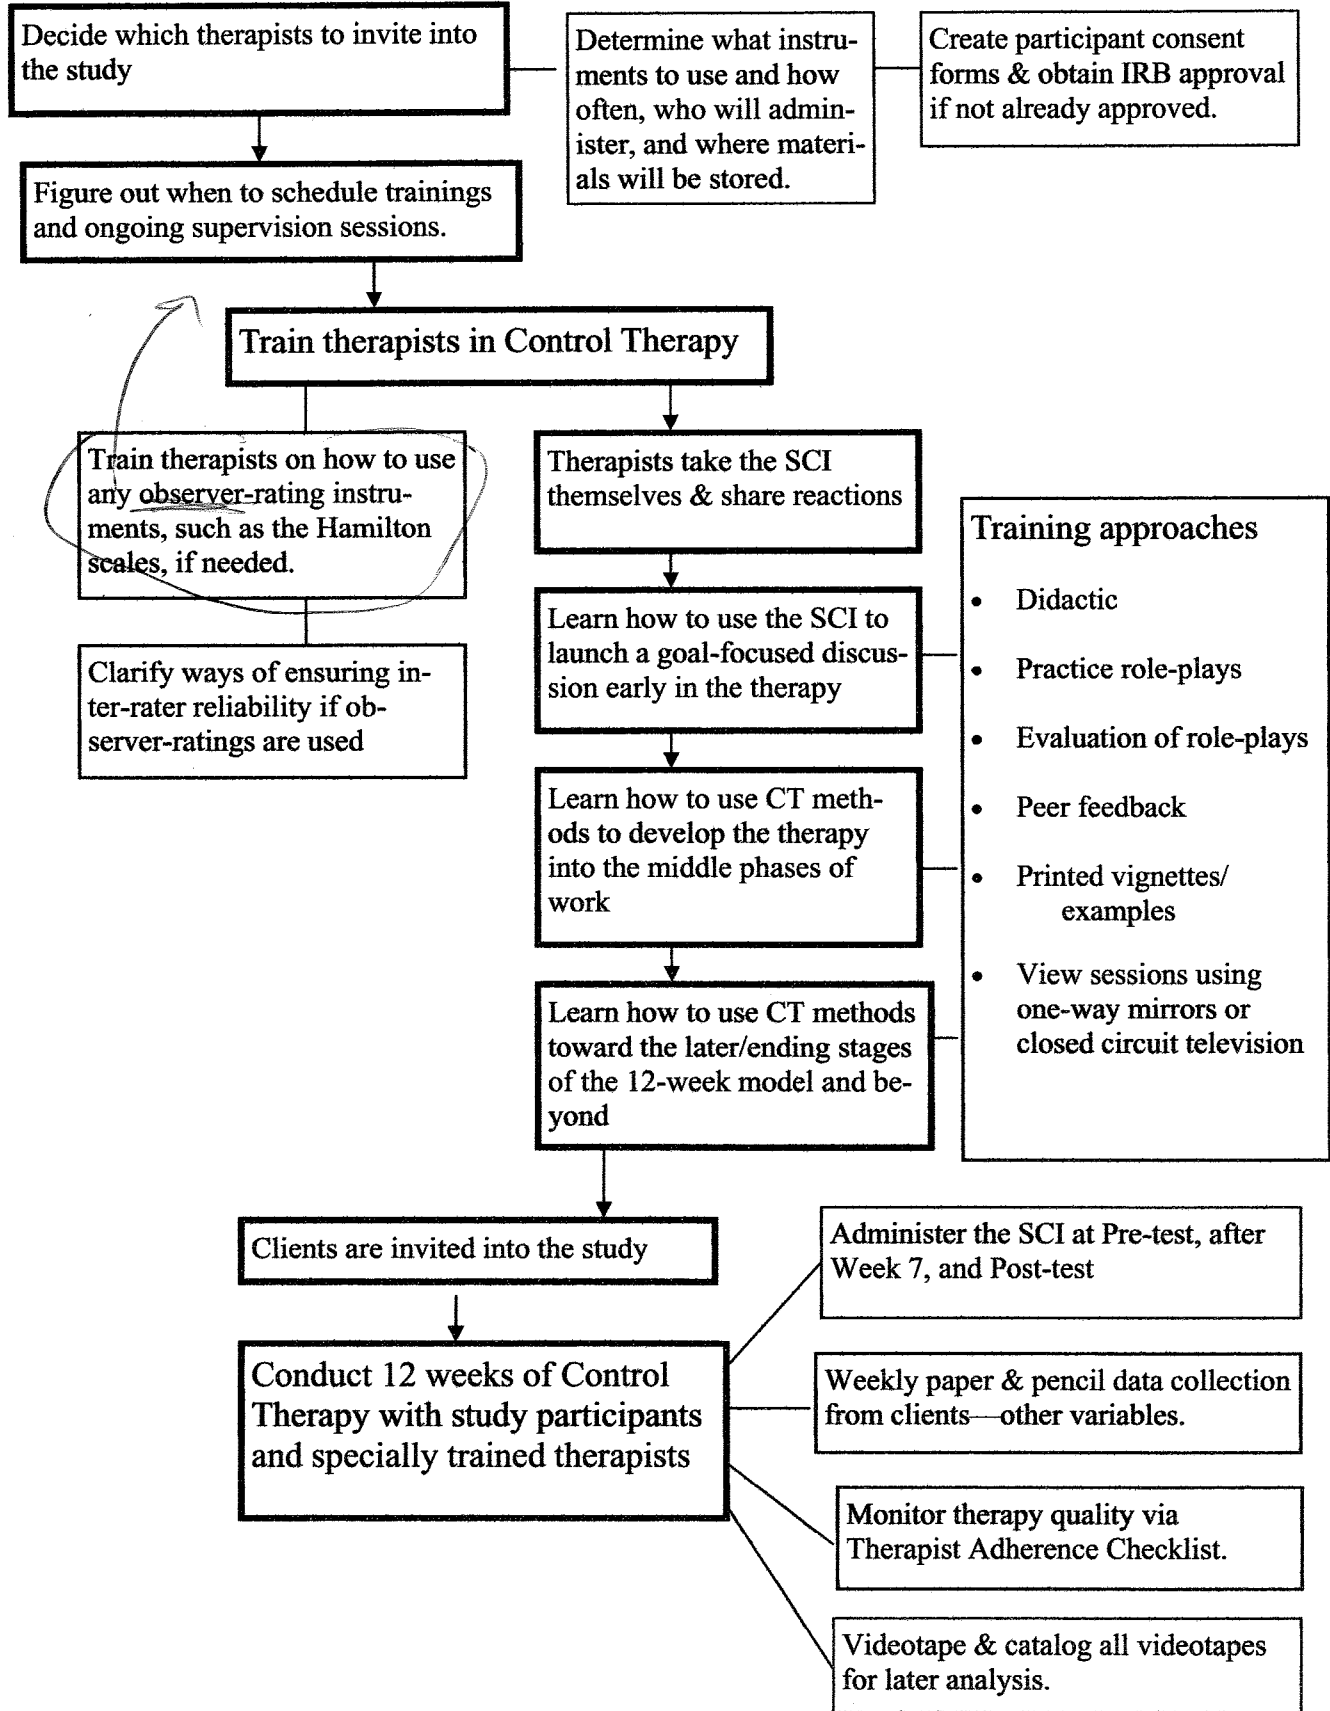 Decide which therapists to invite into
the study
Determine what instru-
ments to use and how
often, who will admin-
ister, and where materi-
als will be stored.
Create participant consent
forms & obtain IRB approval
if not already approved.
Figure out when to schedule trainings
and ongoing supervision sessions.
Train therapists in Control Therapy
Train therapists on how to use
any observer-rating instru-
ments, such as the Hamilton
scales, if needed.
Clarify ways of ensuring in-
ter-rater reliability if ob-
server-ratings are used
Therapists take the SCI
themselves & share reactions
Learn how to use the SCI to
launch a goal-focused discus-
sion early in the therapy
Learn how to use CT meth-
ods to develop the therapy
into the middle phases of
work
Learn how to use CT methods
toward the later/ending stages
of the 12-week model and be-
yond
Training approaches
• Didactic
• Practice role-plays
• Evaluation of role-plays
• Peer feedback
• Printed vignettes/
examples
• View sessions using
one-way mirrors or
closed circuit television
Clients are invited into the study
Conduct 12 weeks of Control
Therapy with study participants
and specially trained therapists
Administer the SCI at Pre-test, after
Week 7, and Post-test
Weekly paper & pencil data collection
from clients—other variables.
Monitor therapy quality via
Therapist Adherence Checklist.
Videotape & catalog all videotapes
for later analysis.